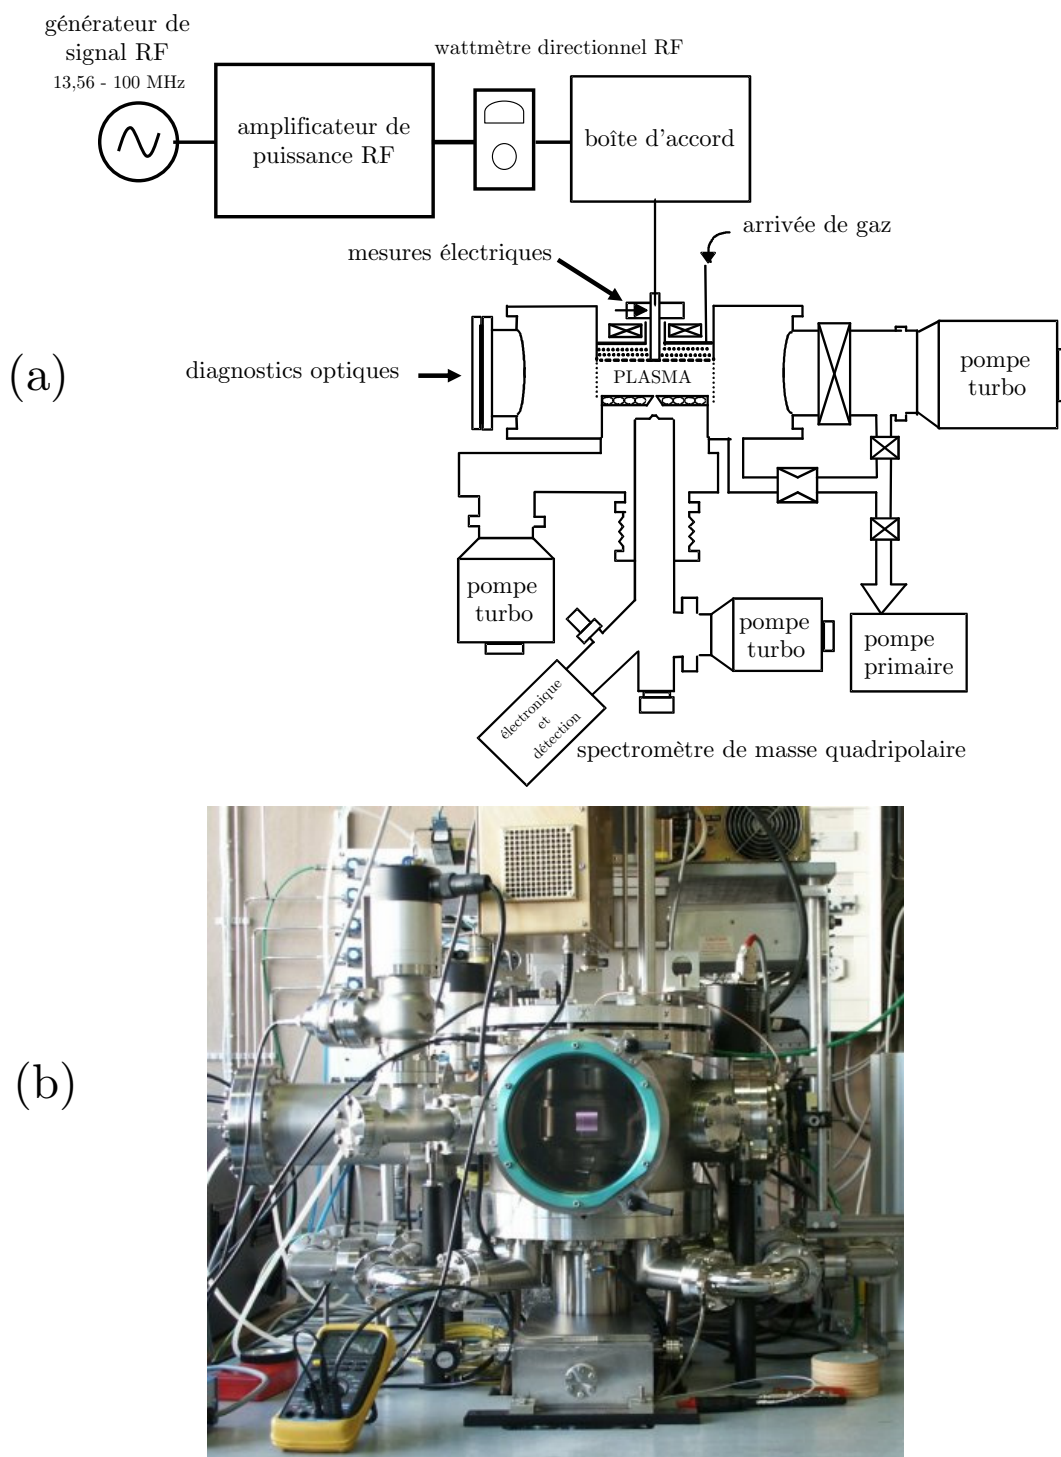 générateur de
signal RF
13,56 - 100 MHz
wattmètre directionnel RF
amplificateur de
puissance RF
boîte d'accord
arrivée de gaz
mesures électriques
(a)
diagnostics optiques
PLASMA
pompe
turbo
pompe
turbo
pompe
turbo
pompe
primaire
électronique
et
détection
spectromètre de masse quadripolaire
(b)